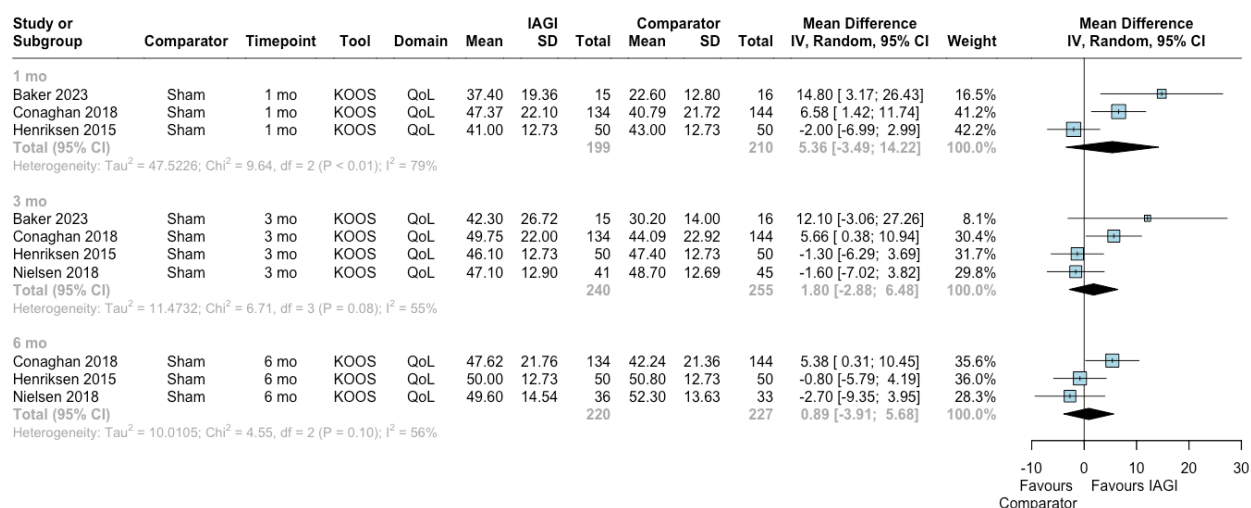 Study or IAGI Comparator Mean Difference Mean Difference
Subgroup Comparator Timepoint Tool Domain Mean SD Total Mean SD Total IV, Random, 95% CI Weight IV, Random, 95% CI
1 mo
Baker 2023 Sham 1 mo KOOS QoL 37.40 19.36 15 22.60 12.80 16 14.80 [ 3.17; 26.43] 16.5%
Conaghan 2018 Sham 1 mo KOOS QoL 47.37 22.10 134 40.79 21.72 144 6.58 [ 1.42; 11.74] 41.2%
Henriksen 2015 Sham 1 mo KOOS QoL 41.00 12.73 50 43.00 12.73 50 -2.00 [-6.99; 2.99] 42.2%
Total (95% CI) 199 210 5.36 [-3.49; 14.22] 100.0%
Heterogeneity: Tau² = 47.5226; Chi² = 9.64, df = 2 (P < 0.01); I² = 79%
3 mo
Baker 2023 Sham 3 mo KOOS QoL 42.30 26.72 15 30.20 14.00 16 12.10 [-3.06; 27.26] 8.1%
Conaghan 2018 Sham 3 mo KOOS QoL 49.75 22.00 134 44.09 22.92 144 5.66 [ 0.38; 10.94] 30.4%
Henriksen 2015 Sham 3 mo KOOS QoL 46.10 12.73 50 47.40 12.73 50 -1.30 [-6.29; 3.69] 31.7%
Nielsen 2018 Sham 3 mo KOOS QoL 47.10 12.90 41 48.70 12.69 45 -1.60 [-7.02; 3.82] 29.8%
Total (95% CI) 240 255 1.80 [-2.88; 6.48] 100.0%
Heterogeneity: Tau² = 11.4732; Chi² = 6.71, df = 3 (P = 0.08); I² = 55%
6 mo
Conaghan 2018 Sham 6 mo KOOS QoL 47.62 21.76 134 42.24 21.36 144 5.38 [ 0.31; 10.45] 35.6%
Henriksen 2015 Sham 6 mo KOOS QoL 50.00 12.73 50 50.80 12.73 50 -0.80 [-5.79; 4.19] 36.0%
Nielsen 2018 Sham 6 mo KOOS QoL 49.60 14.54 36 52.30 13.63 33 -2.70 [-9.35; 3.95] 28.3%
Total (95% CI) 220 227 0.89 [-3.91; 5.68] 100.0%
Heterogeneity: Tau² = 10.0105; Chi² = 4.55, df = 2 (P = 0.10); I² = 56%
-10 0 10 20 30
Favours Favours IAGI
Comparator